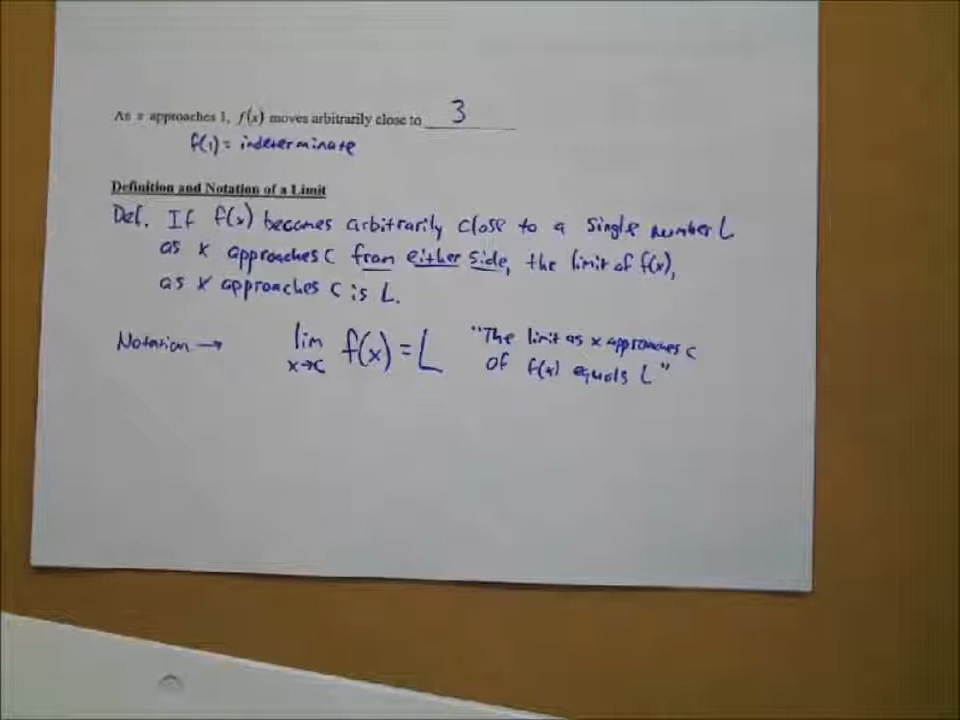 As x approaches 1, f(x) moves arbitrarily close to 3
f(1) = indeterminate
Definition and Notation of a Limit
Def. If f(x) becomes arbitrarily close to a single number L
as x approaches c from either side, the limit of f(x),
as x approaches c is L.
Notation → lim x→c f(x) = L "The limit as x approaches c
of f(x) equals L"